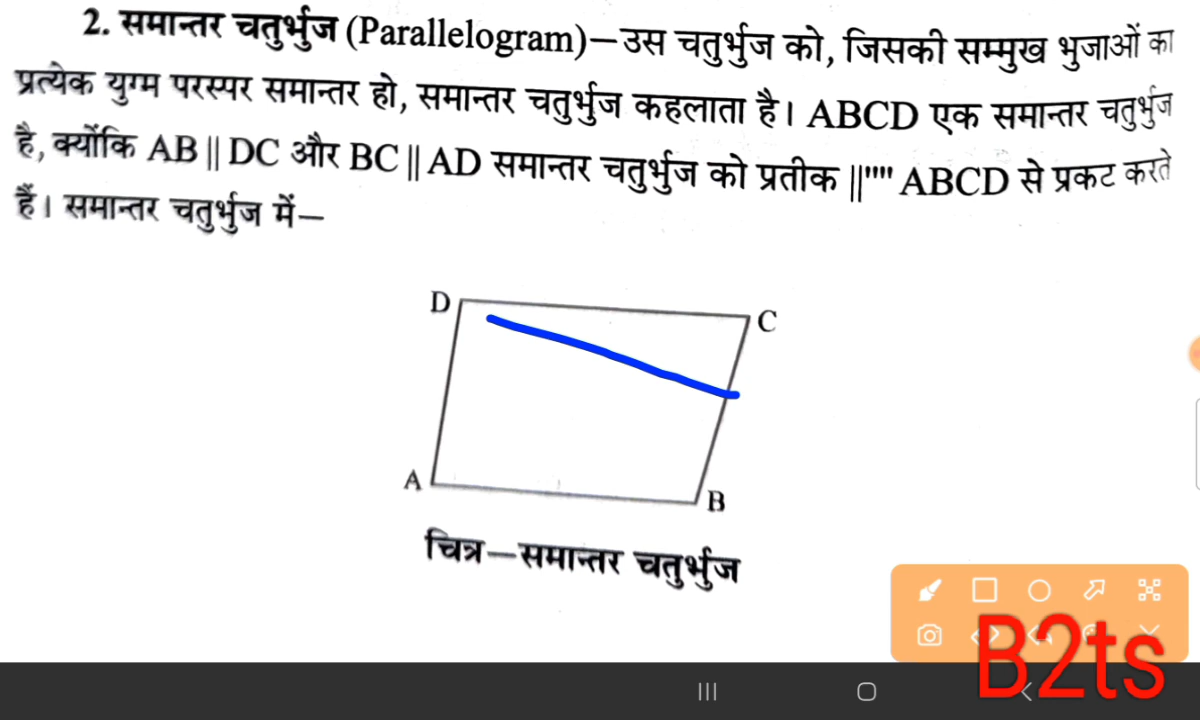 2. समान्तर चतुर्भुज (Parallelogram)—उस चतुर्भुज को, जिसकी सम्मुख भुजाओं का
प्रत्येक युग्म परस्पर समान्तर हो, समान्तर चतुर्भुज कहलाता है। ABCD एक समान्तर चतुर्भुज
है, क्योंकि AB || DC और BC || AD समान्तर चतुर्भुज को प्रतीक ||"'" ABCD से प्रकट करते
हैं। समान्तर चतुर्भुज में—
D
C
A
B
चित्र—समान्तर चतुर्भुज
B2ts